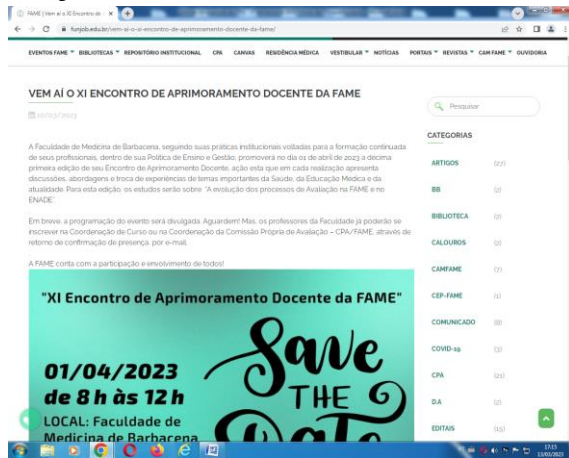 FAME | Vem aí o XI Encontro de
funjob.edu.br/vem-ai-o-xi-encontro-de-aprimoramento-docente-da-fame/
EVENTOS FAME BIBLIOTECAS REPOSITÓRIO INSTITUCIONAL CPA CANVAS RESIDÊNCIA MÉDICA VESTIBULAR NOTÍCIAS PORTAIS REVISTAS CAM FAME OUVIDORIA
VEM AÍ O XI ENCONTRO DE APRIMORAMENTO DOCENTE DA FAME
10/03/2023
A Faculdade de Medicina de Barbacena, seguindo suas práticas institucionais voltadas para a formação continuada
de seus profissionais, dentro de sua Política de Ensino e Gestão, promoverá no dia 01 de abril de 2023 a décima
primeira edição de seu Encontro de Aprimoramento Docente, ação esta que em cada realização apresenta
discussões, abordagens e troca de experiências de temas importantes da Saúde, da Educação Médica e da
atualidade. Para esta edição, os estudos serão sobre "A evolução dos processos de Avaliação na FAME e no
ENADE".
Em breve, a programação do evento será divulgada. Aguardem! Mas, os professores da Faculdade já poderão se
inscrever na Coordenação de Curso ou na Coordenação da Comissão Própria de Avaliação – CPA/FAME, através de
retorno de confirmação de presença, por e-mail.
A FAME conta com a participação e envolvimento de todos!
"XI Encontro de Aprimoramento Docente da FAME"
01/04/2023
de 8 h às 12 h
LOCAL: Faculdade de
Medicina de Barbacena
Save
THE
Date
Pesquisar
CATEGORIAS
ARTIGOS (27)
BB (2)
BIBLIOTECA
CALOUROS (2)
CAMFAME (7)
CEP-FAME (1)
COMUNICADO (8)
COVID-19 (3)
CPA (21)
D.A (2)
EDITAIS (15)
17:15
13/03/2023